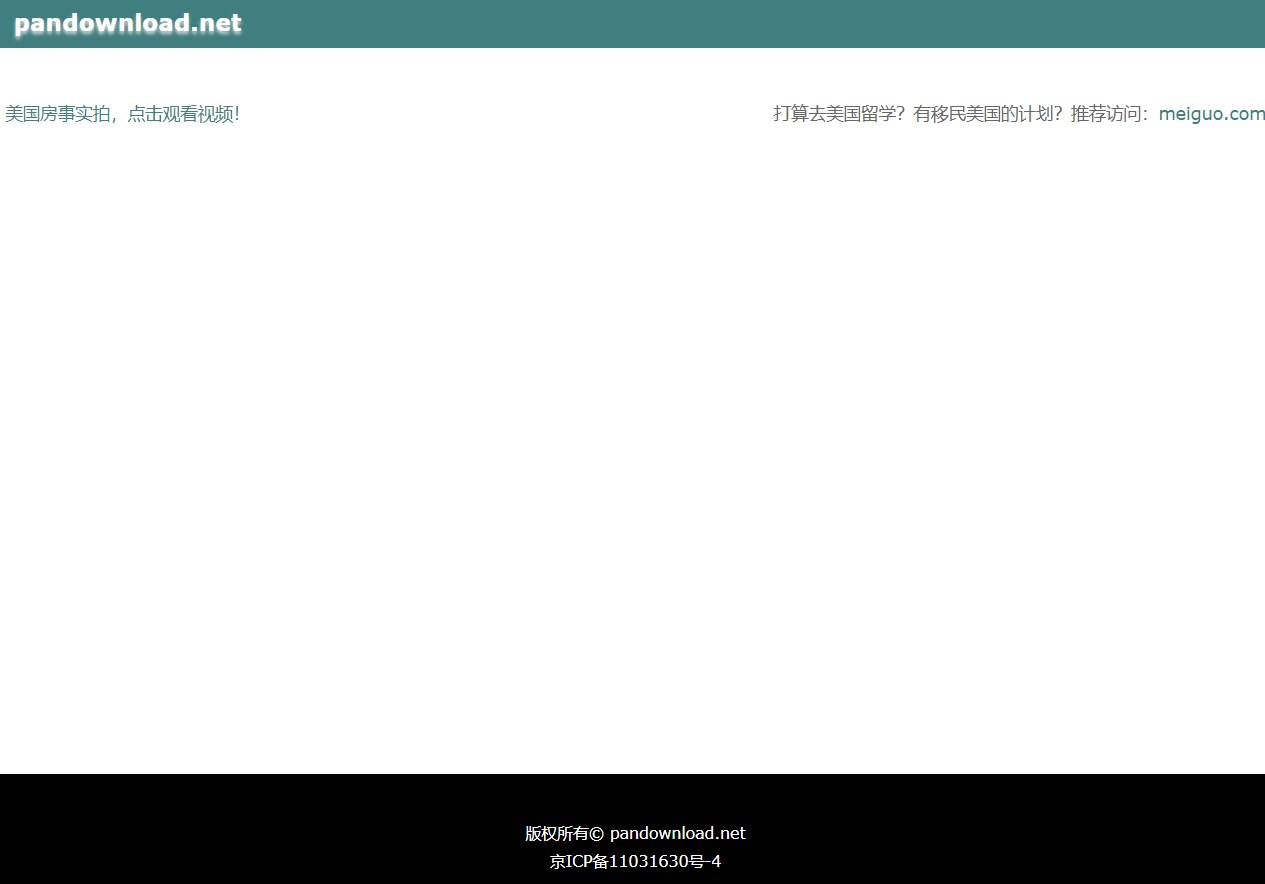 pandownload.net
美国房事实拍，点击观看视频！
打算去美国留学？有移民美国的计划？推荐访问：meiguo.com
版权所有© pandownload.net
京ICP备11031630号-4